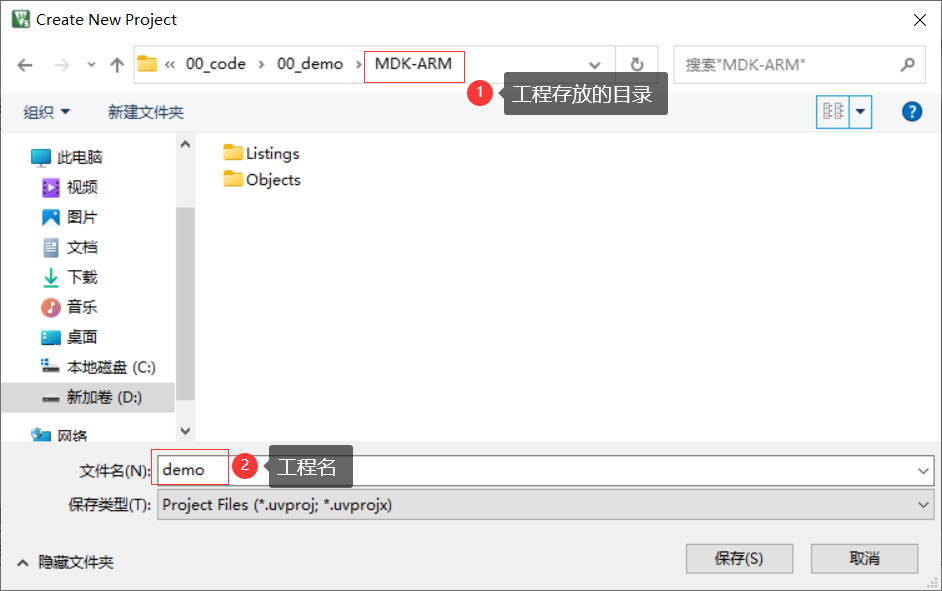 Create New Project
« 00_code › 00_demo › MDK-ARM
搜索"MDK-ARM"
1 工程存放的目录
组织 新建文件夹
此电脑
视频
图片
文档
下载
音乐
桌面
本地磁盘 (C:)
新加卷 (D:)
网络
Listings
Objects
文件名(N): demo
2 工程名
保存类型(T): Project Files (*.uvproj; *.uvprojx)
隐藏文件夹
保存(S) 取消